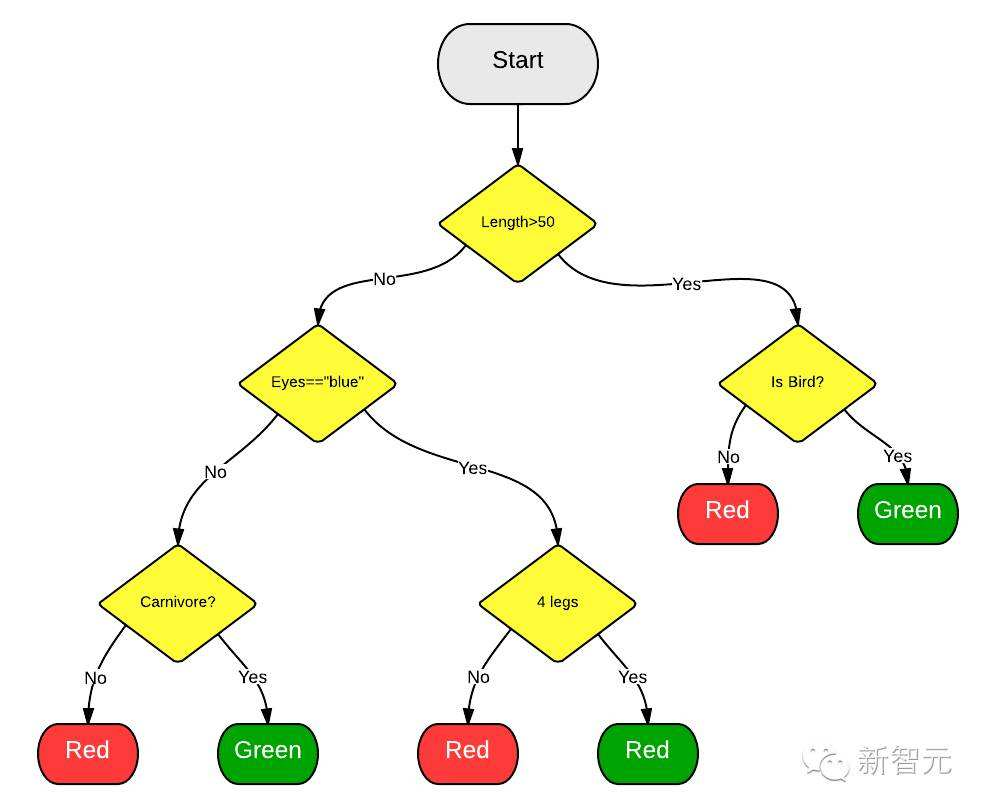 Start
Length>50
No
Yes
Eyes=="blue"
Is Bird?
No
Yes
No
Yes
Red
Green
Carnivore?
4 legs
No
Yes
No
Yes
Red
Green
Red
Red
新智元